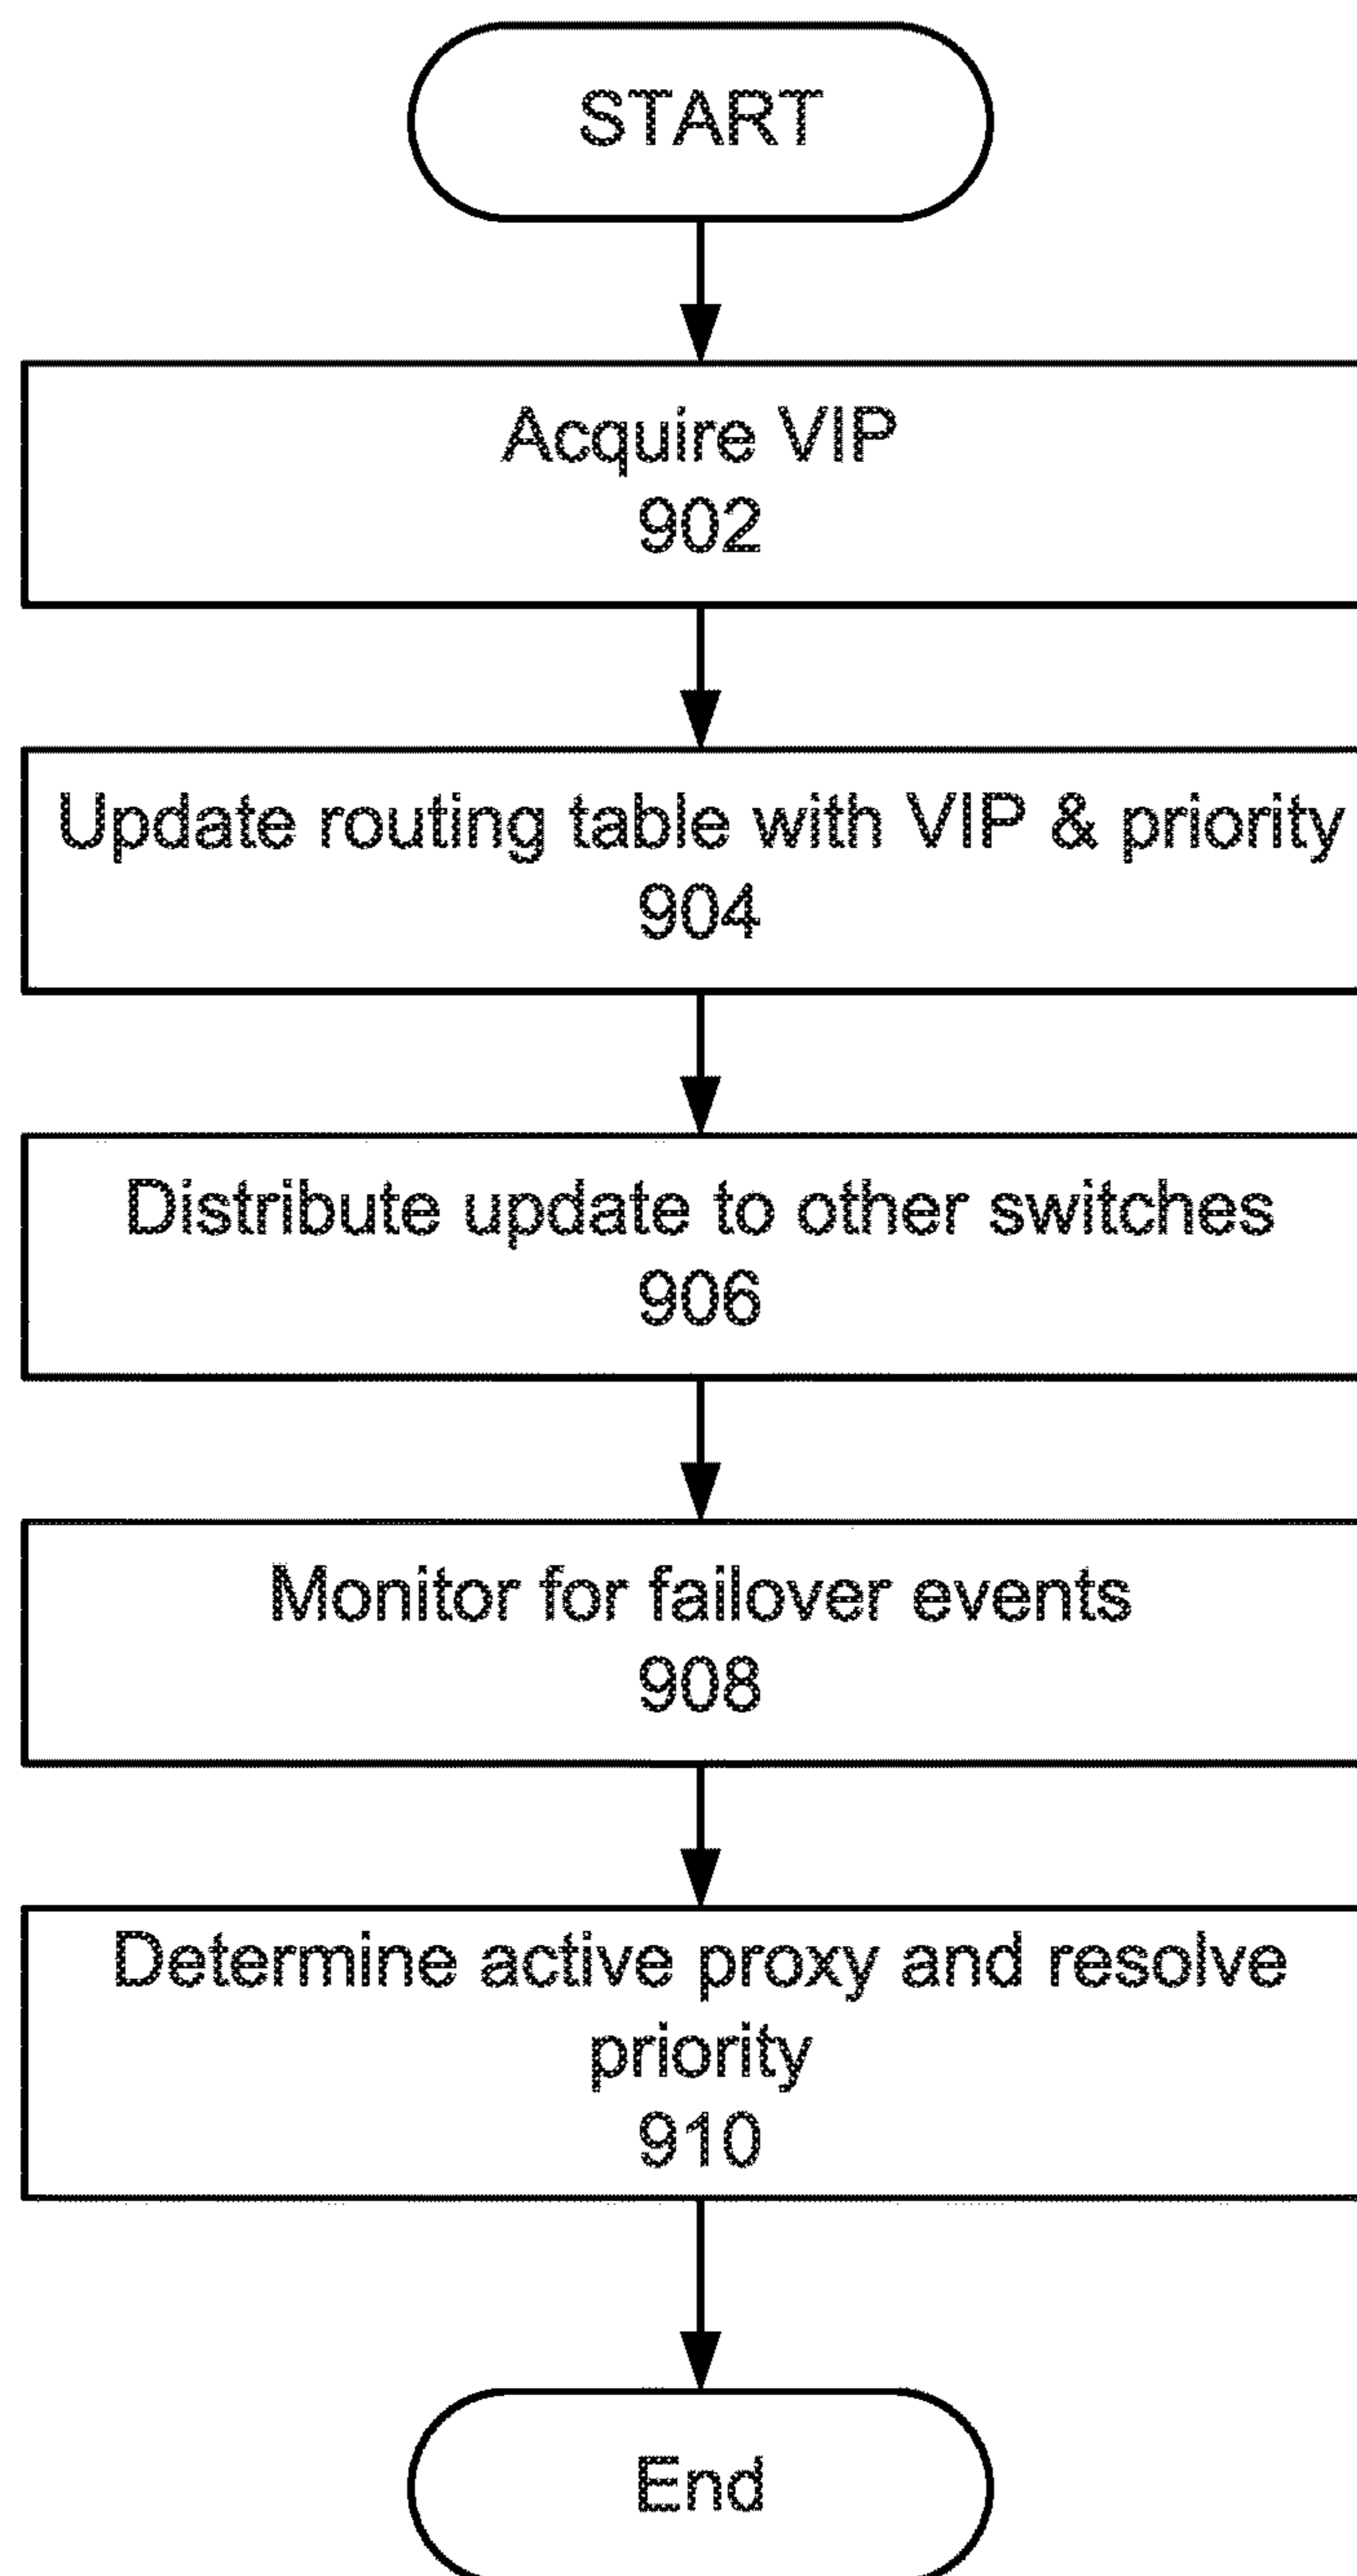 START
Acquire VIP
902
Update routing table with VIP & priority
904
Distribute update to other switches
906
Monitor for failover events
908
Determine active proxy and resolve
priority
910
End